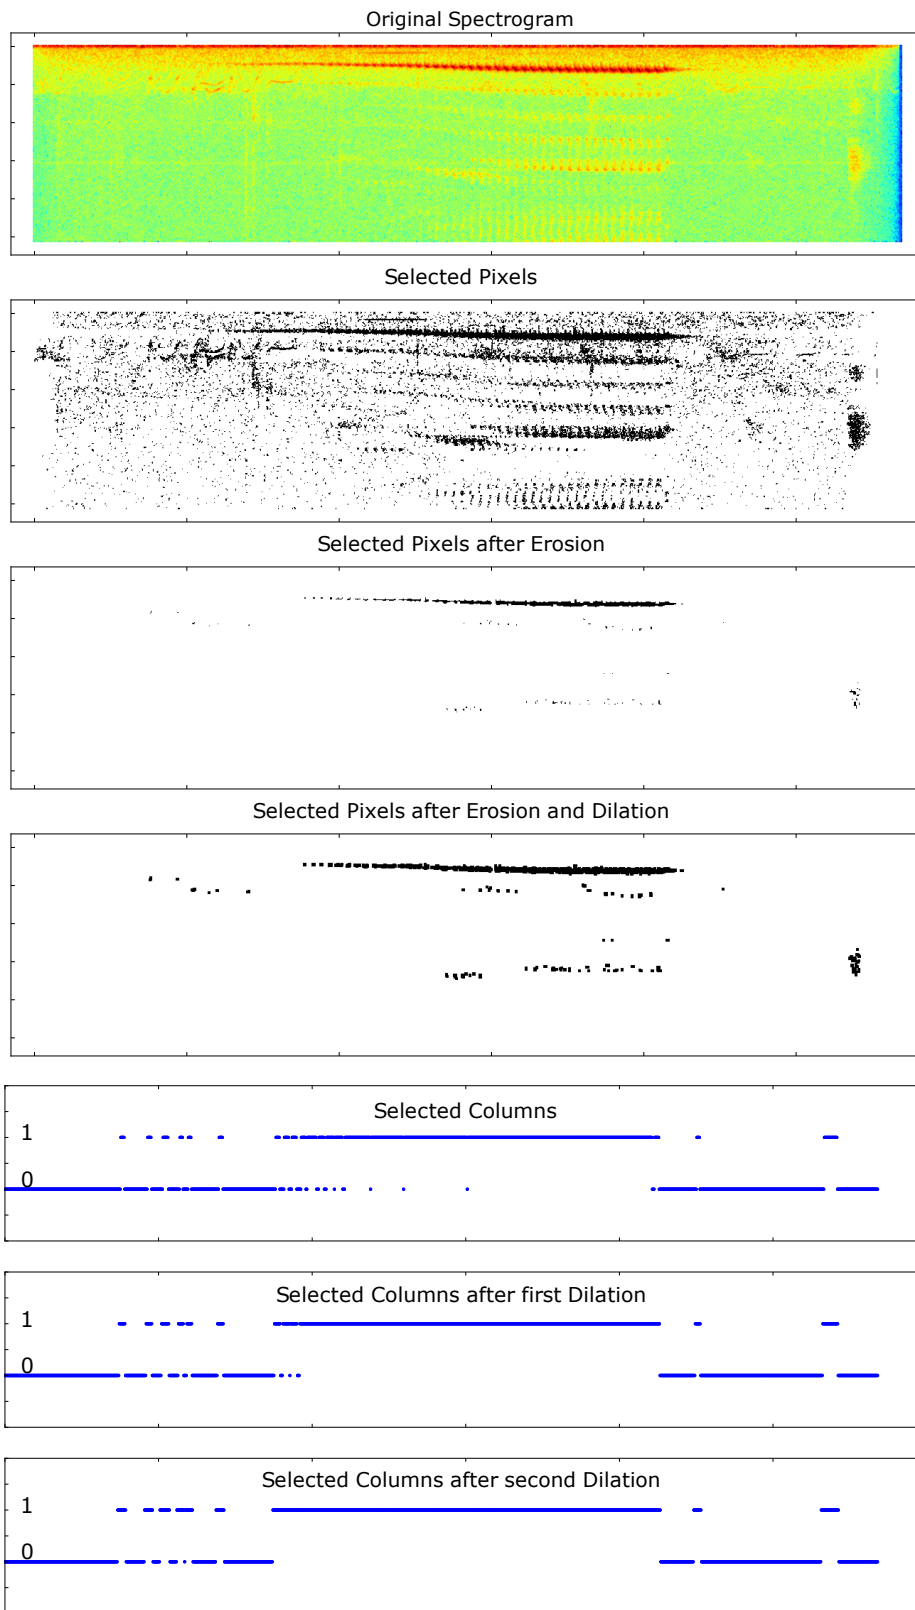 Original Spectrogram
Selected Pixels
Selected Pixels after Erosion
Selected Pixels after Erosion and Dilation
Selected Columns
1
0
Selected Columns after first Dilation
1
0
Selected Columns after second Dilation
1
0